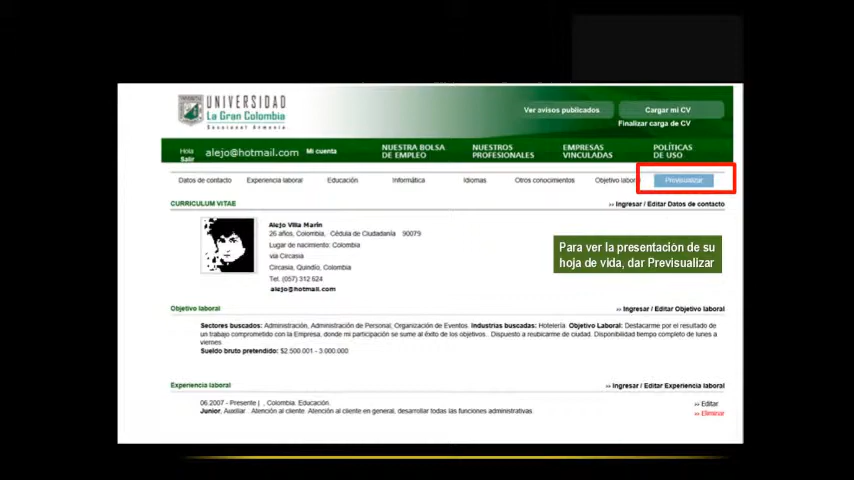 UNIVERSIDAD
La Gran Colombia
Seccional Armenia
Ver avisos publicados
Cargar mi CV
Finalizar carga de CV
Hola alejo@hotmail.com Mi cuenta
Salir
NUESTRA BOLSA DE EMPLEO
NUESTROS PROFESIONALES
EMPRESAS VINCULADAS
POLÍTICAS DE USO
Datos de contacto Experiencia laboral Educación Informática Idiomas Otros conocimientos Objetivo labor Previsualizar
CURRICULUM VITAE
›› Ingresar / Editar Datos de contacto
Alejo Villa Marín
26 años, Colombia, Cédula de Ciudadanía 90079
Lugar de nacimiento: Colombia
vía Circasia
Circasia, Quindío, Colombia
Tel. (057) 312 624
alejo@hotmail.com
Para ver la presentación de su
hoja de vida, dar Previsualizar
Objetivo laboral
›› Ingresar / Editar Objetivo laboral
Sectores buscados: Administración, Administración de Personal, Organización de Eventos. Industrias buscadas: Hotelería Objetivo Laboral: Destacarme por el resultado de
un trabajo comprometido con la Empresa, donde mi participación se sume al éxito de los objetivos. Dispuestó a reubicarme de ciudad. Disponibilidad tiempo completo de lunes a
viernes
Sueldo bruto pretendido: $2.500.001 - 3.000.000
Experiencia laboral
›› Ingresar / Editar Experiencia laboral
06.2007 - Presente | , Colombia. Educación.
Junior, Auxiliar . Atención al cliente. Atención al cliente en general, desarrollar todas las funciones administrativas.
›› Editar
›› Eliminar